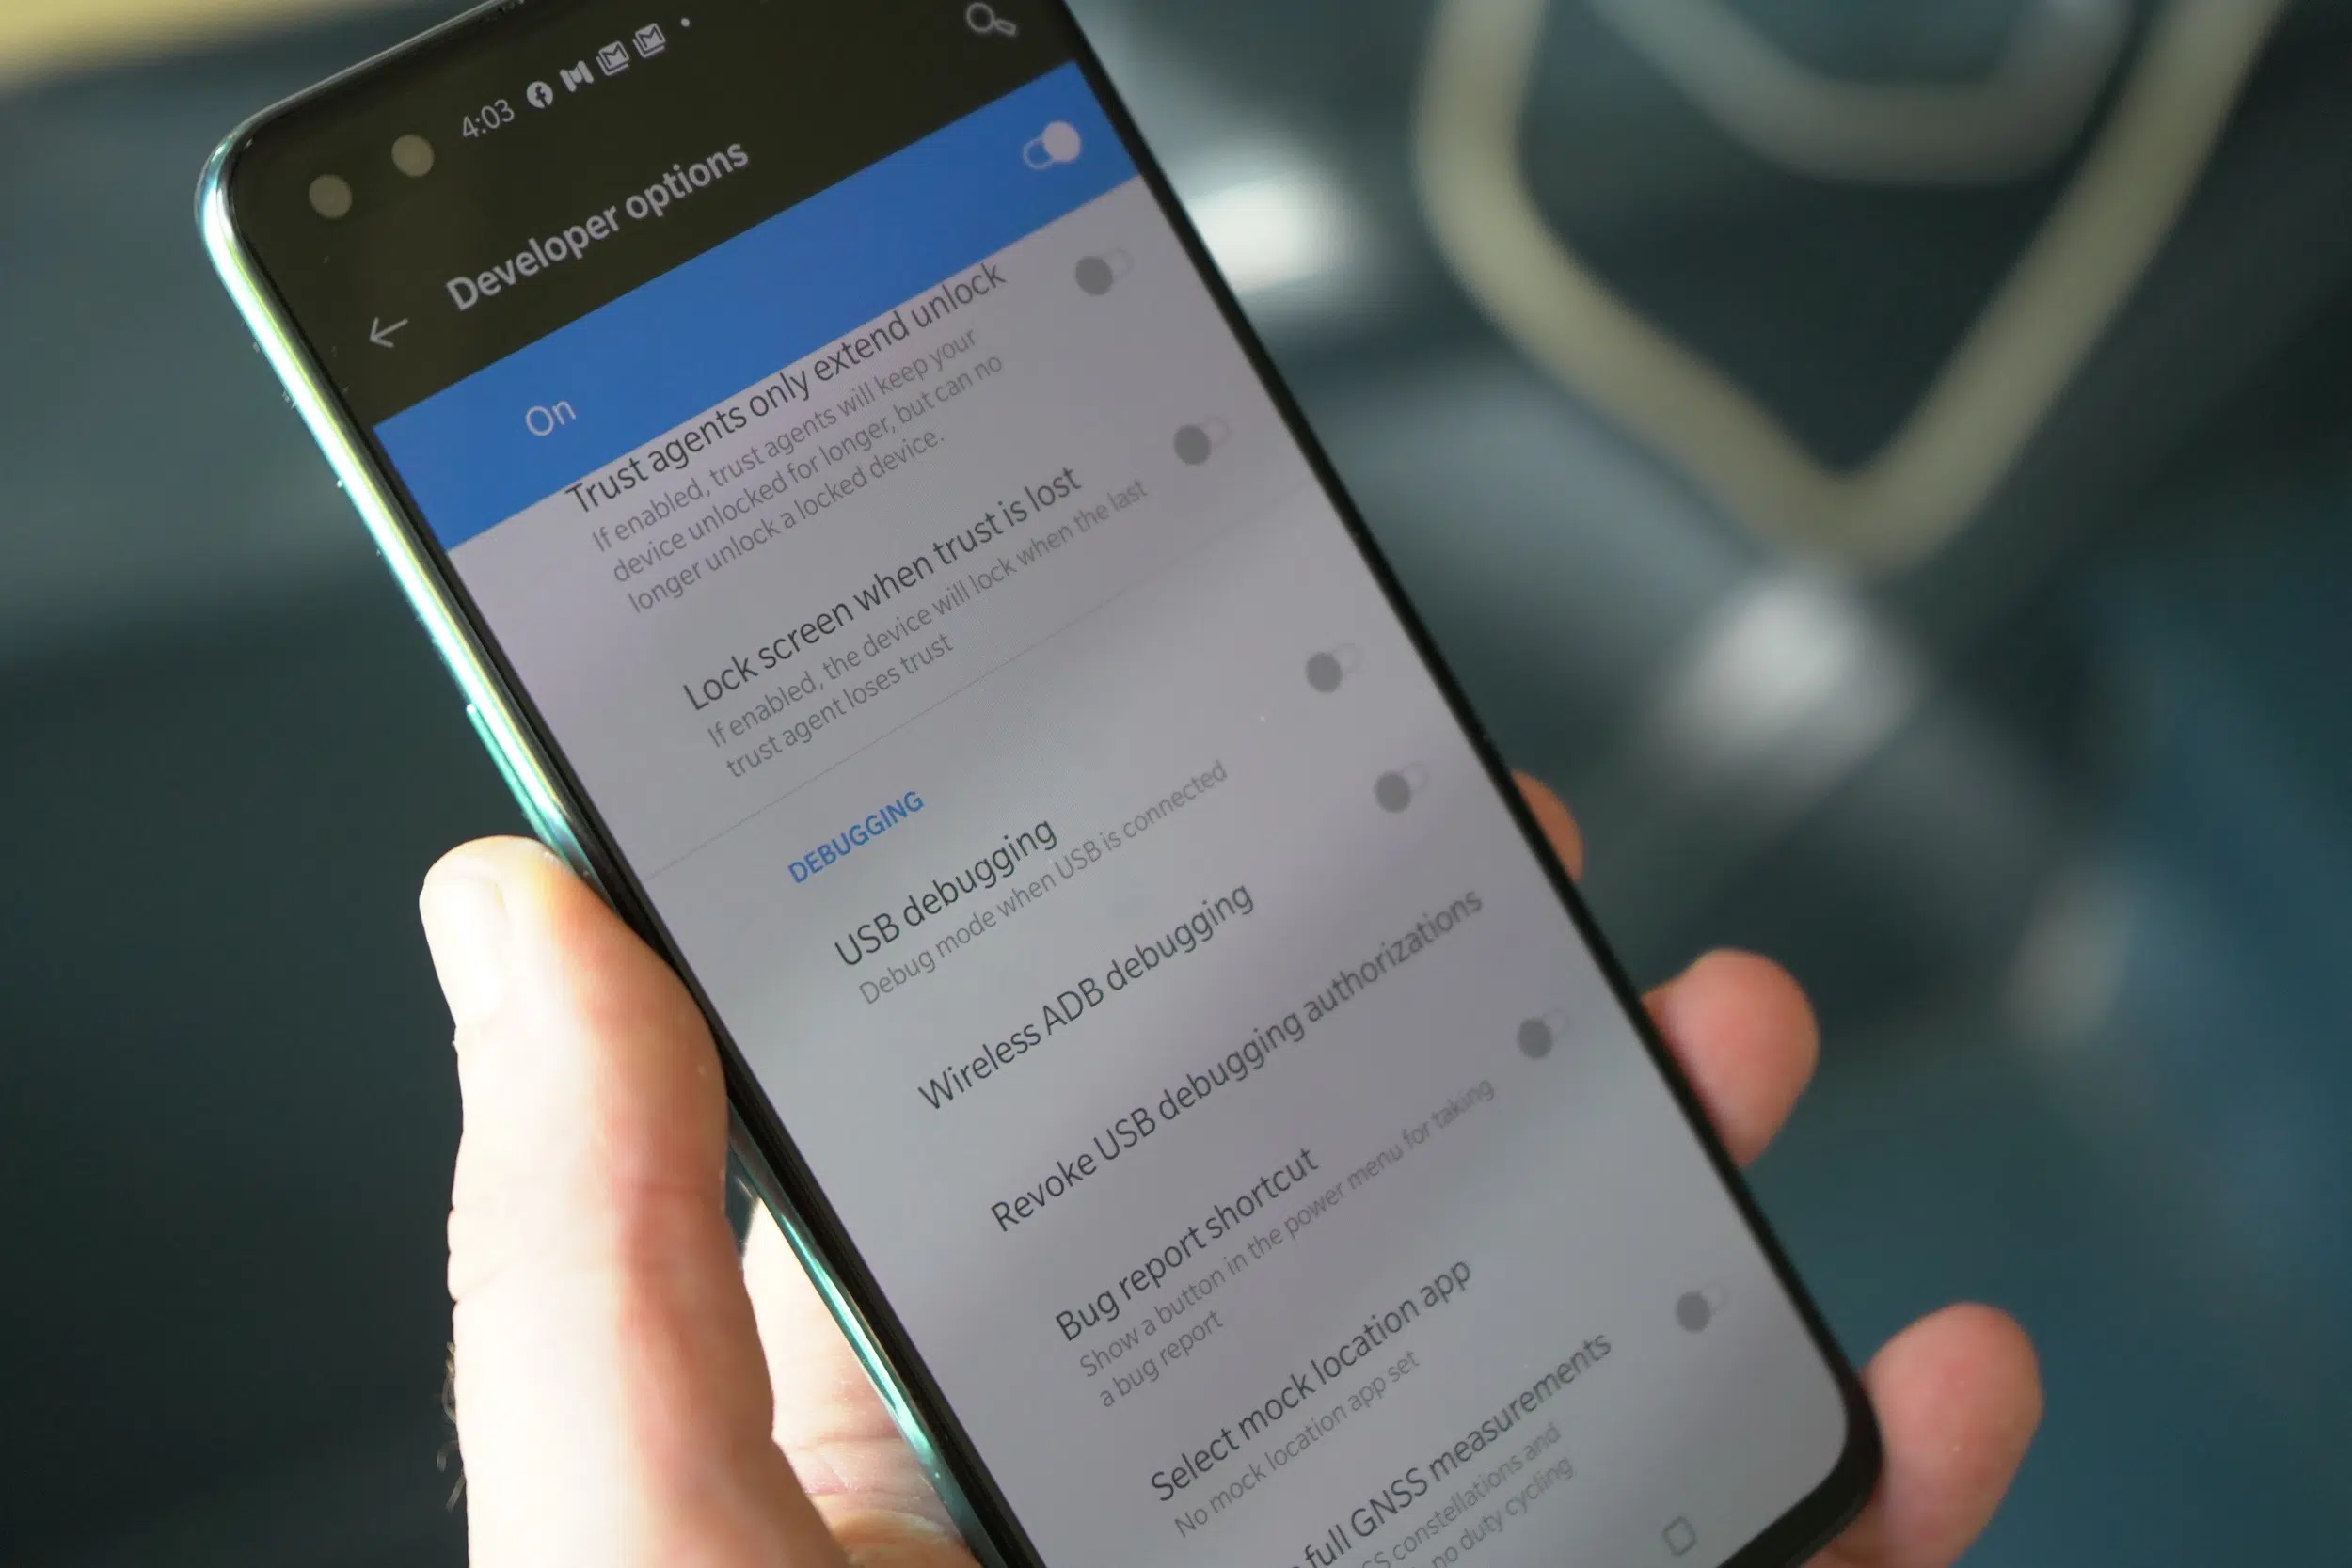 4:03
Developer options
On
Trust agents only extend unlock
If enabled, trust agents will keep your
device unlocked for longer, but can no
longer unlock a locked device.
Lock screen when trust is lost
If enabled, the device will lock when the last
trust agent loses trust
DEBUGGING
USB debugging
Debug mode when USB is connected
Wireless ADB debugging
Revoke USB debugging authorizations
Bug report shortcut
Show a button in the power menu for taking
a bug report
Select mock location app
No mock location app set
full GNSS measurements
constellations and
no duty cycling